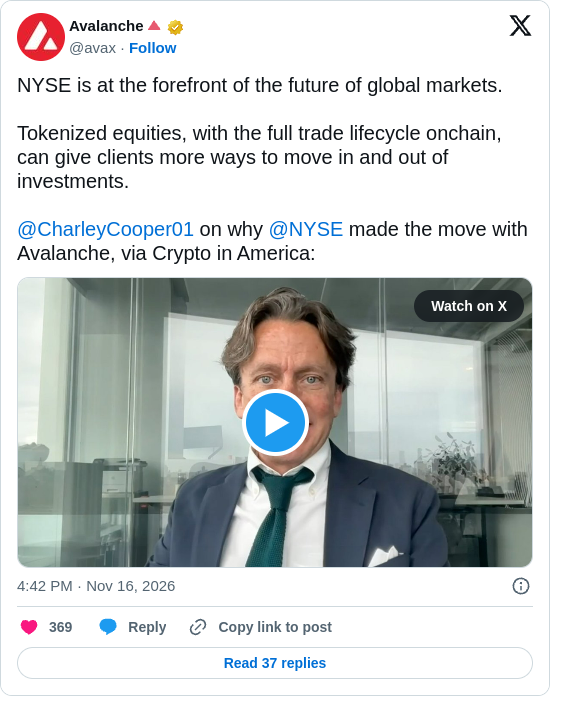 Avalanche🔺
@avax · Follow
NYSE is at the forefront of the future of global markets.
Tokenized equities, with the full trade lifecycle onchain,
can give clients more ways to move in and out of
investments.
@CharleyCooper01 on why @NYSE made the move with
Avalanche, via Crypto in America:
Watch on X
4:42 PM · Nov 16, 2026
369 Reply Copy link to post
Read 37 replies